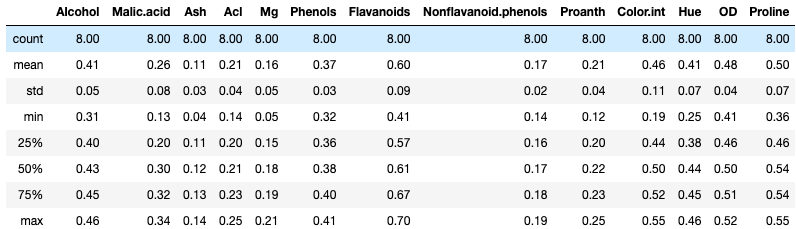 Alcohol Malic.acid Ash Acl Mg Phenols Flavanoids Nonflavanoid.phenols Proanth Color.int Hue OD Proline
count 8.00 8.00 8.00 8.00 8.00 8.00 8.00 8.00 8.00 8.00 8.00 8.00 8.00
mean 0.41 0.26 0.11 0.21 0.16 0.37 0.60 0.17 0.21 0.46 0.41 0.48 0.50
std 0.05 0.08 0.03 0.04 0.05 0.03 0.09 0.02 0.04 0.11 0.07 0.04 0.07
min 0.31 0.13 0.04 0.14 0.05 0.32 0.41 0.14 0.12 0.19 0.25 0.41 0.36
25% 0.40 0.20 0.11 0.20 0.15 0.36 0.57 0.16 0.20 0.44 0.38 0.46 0.46
50% 0.43 0.30 0.12 0.21 0.18 0.38 0.61 0.17 0.22 0.50 0.44 0.50 0.54
75% 0.45 0.32 0.13 0.23 0.19 0.40 0.67 0.18 0.23 0.52 0.45 0.51 0.54
max 0.46 0.34 0.14 0.25 0.21 0.41 0.70 0.19 0.25 0.55 0.46 0.52 0.55